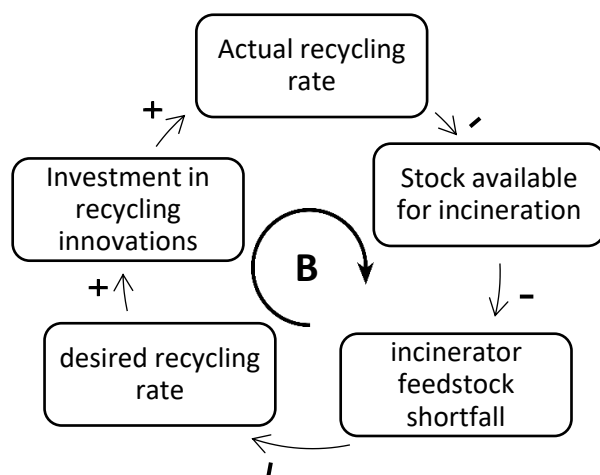 Actual recycling
rate
+
-
Investment in
recycling
innovations
Stock available
for incineration
B
+
-
desired recycling
rate
incinerator
feedstock
shortfall